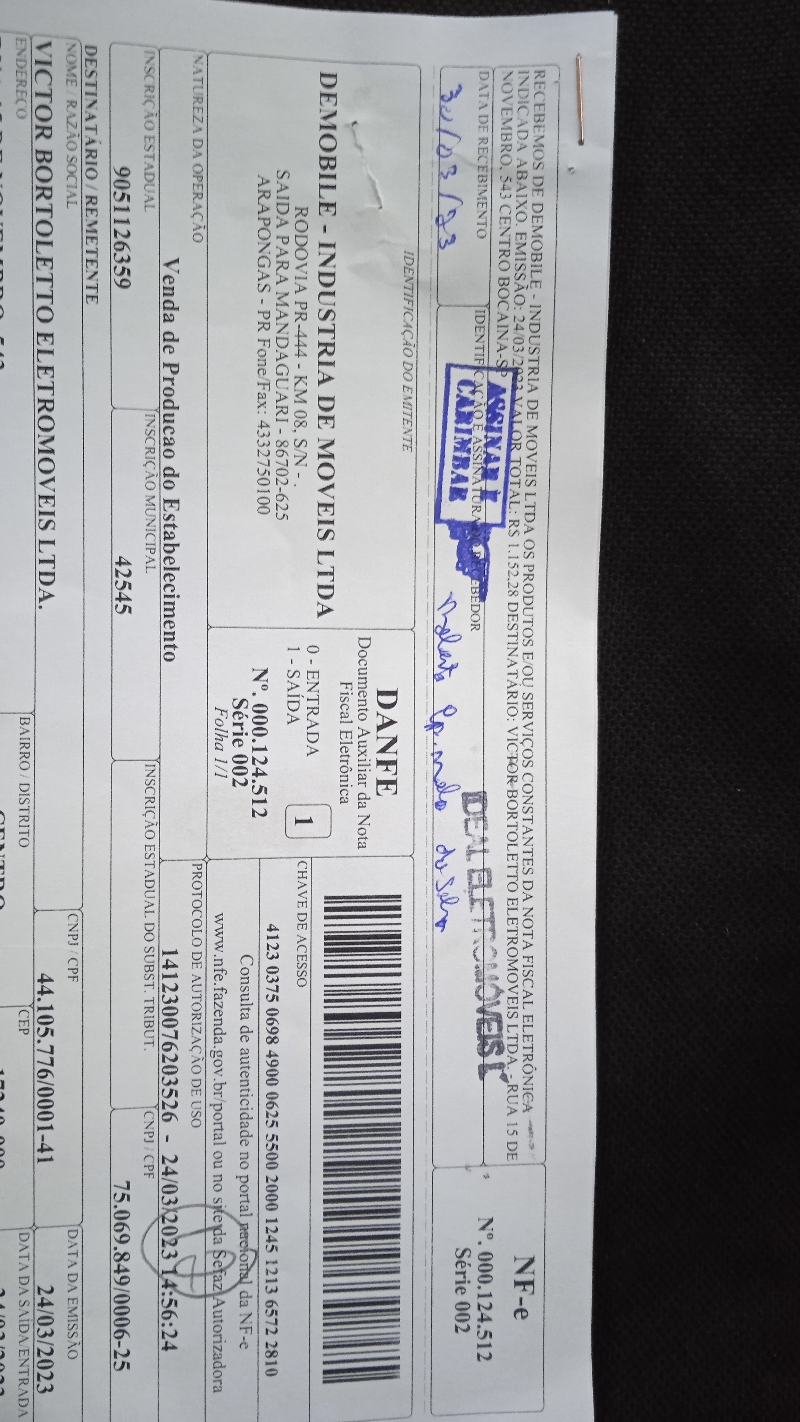 RECEBEMOS DE DEMOBILE - INDUSTRIA DE MOVEIS LTDA OS PRODUTOS E/OU SERVIÇOS CONSTANTES DA NOTA FISCAL ELETRÔNICA
INDICADA ABAIXO. EMISSÃO: 24/03/2023 VALOR TOTAL: R$ 1.152,28 DESTINATÁRIO: VICTOR BORTOLETTO ELETROMOVEIS LTDA. - RUA 15 DE
NOVEMBRO, 543 CENTRO BOCAINA-SP
NF-e
Nº. 000.124.512
Série 002
DATA DE RECEBIMENTO
30/03/23
IDENTIFICAÇÃO E ASSINATURA DO RECEBEDOR
ASSINAR E
CARIMBAR
IDEAL ELETROMÓVEIS L
da Silva
IDENTIFICAÇÃO DO EMITENTE
DEMOBILE - INDUSTRIA DE MOVEIS LTDA
RODOVIA PR-444 - KM 08, S/N - .
SAIDA PARA MANDAGUARI - 86702-625
ARAPONGAS - PR Fone/Fax: 4332750100
DANFE
Documento Auxiliar da Nota
Fiscal Eletrônica
0 - ENTRADA
1 - SAÍDA
1
Nº. 000.124.512
Série 002
Folha 1/1
CHAVE DE ACESSO
4123 0375 0698 4900 0625 5500 2000 1245 1213 6572 2810
Consulta de autenticidade no portal nacional da NF-e
www.nfe.fazenda.gov.br/portal ou no site da Sefaz Autorizadora
NATUREZA DA OPERAÇÃO
Venda de Producao do Estabelecimento
PROTOCOLO DE AUTORIZAÇÃO DE USO
141230076203526 - 24/03/2023 14:56:24
INSCRIÇÃO ESTADUAL
9051126359
INSCRIÇÃO MUNICIPAL
42545
INSCRIÇÃO ESTADUAL DO SUBST. TRIBUT.
CNPJ / CPF
75.069.849/0006-25
DESTINATÁRIO / REMETENTE
NOME / RAZÃO SOCIAL
VICTOR BORTOLETTO ELETROMOVEIS LTDA.
CNPJ / CPF
44.105.776/0001-41
DATA DA EMISSÃO
24/03/2023
ENDEREÇO
BAIRRO / DISTRITO
CENTRO
CEP
DATA DA SAÍDA/ENTRADA